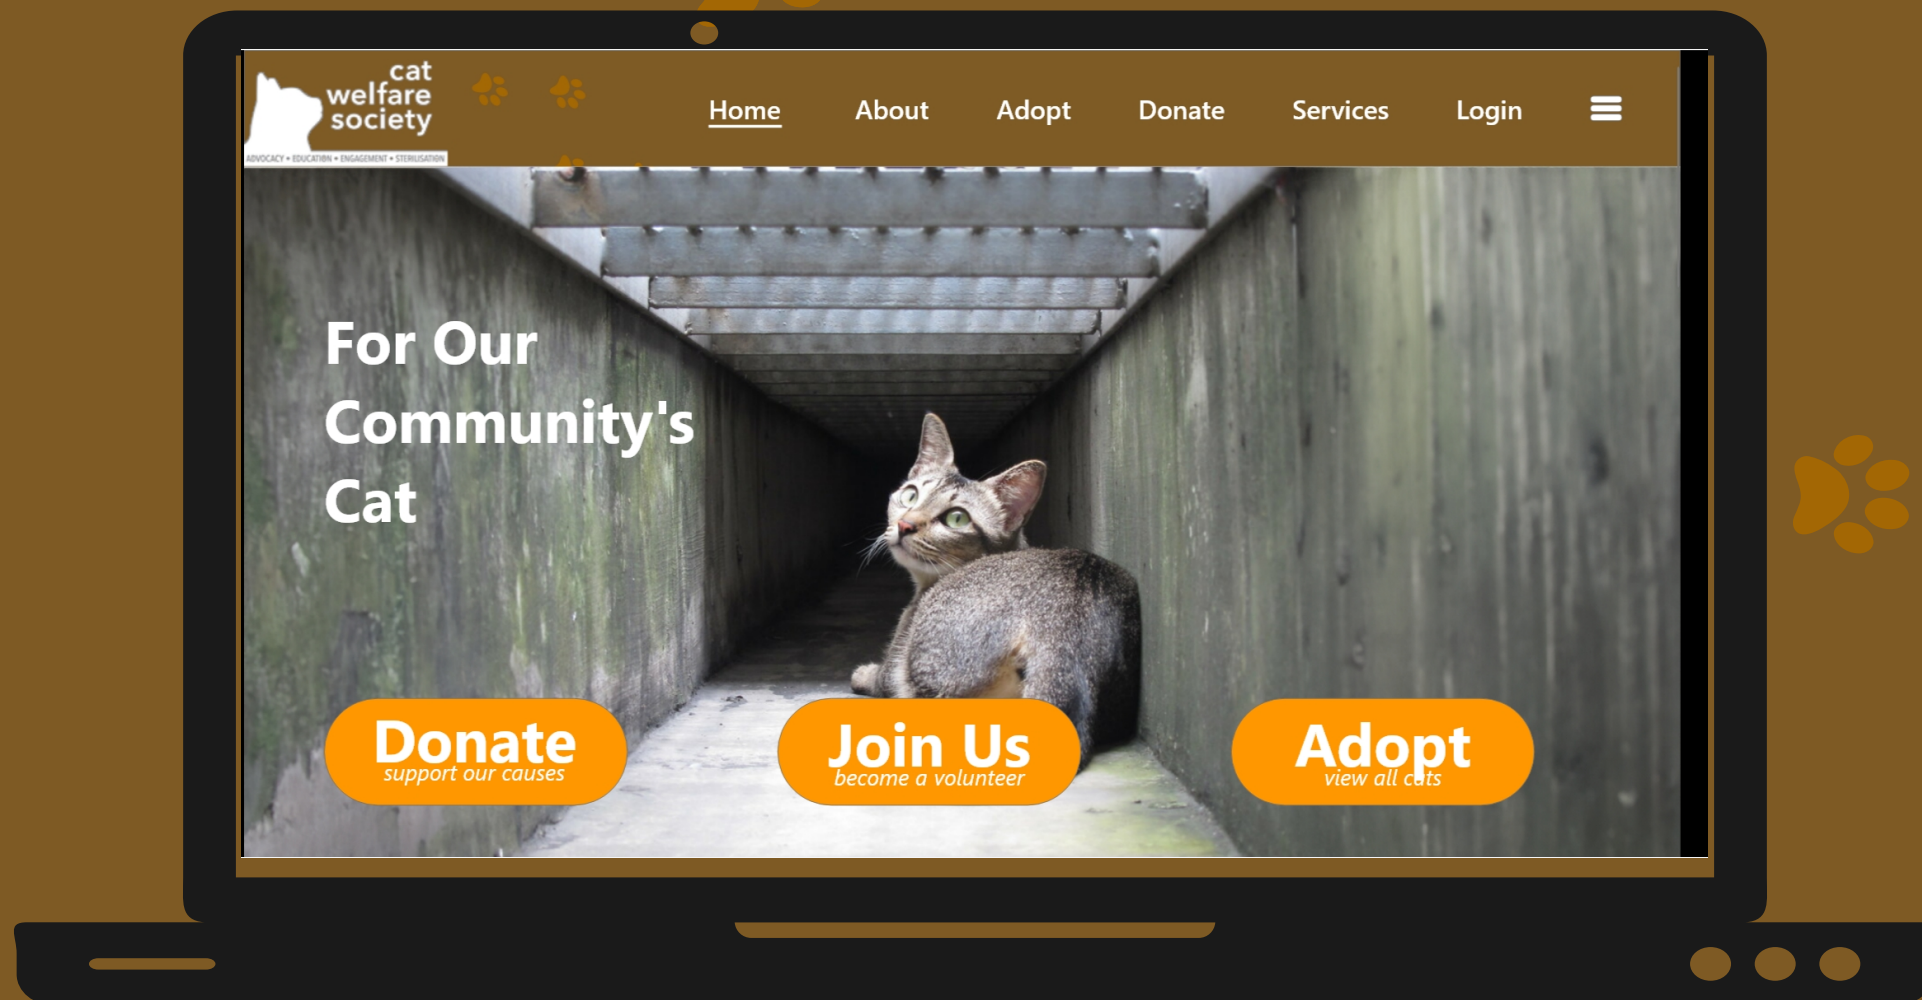 cat
welfare
society
ADVOCACY • EDUCATION • ENGAGEMENT • STERILISATION
Home About Adopt Donate Services Login
For Our
Community's
Cat
Donate
support our causes
Join Us
become a volunteer
Adopt
view all cats